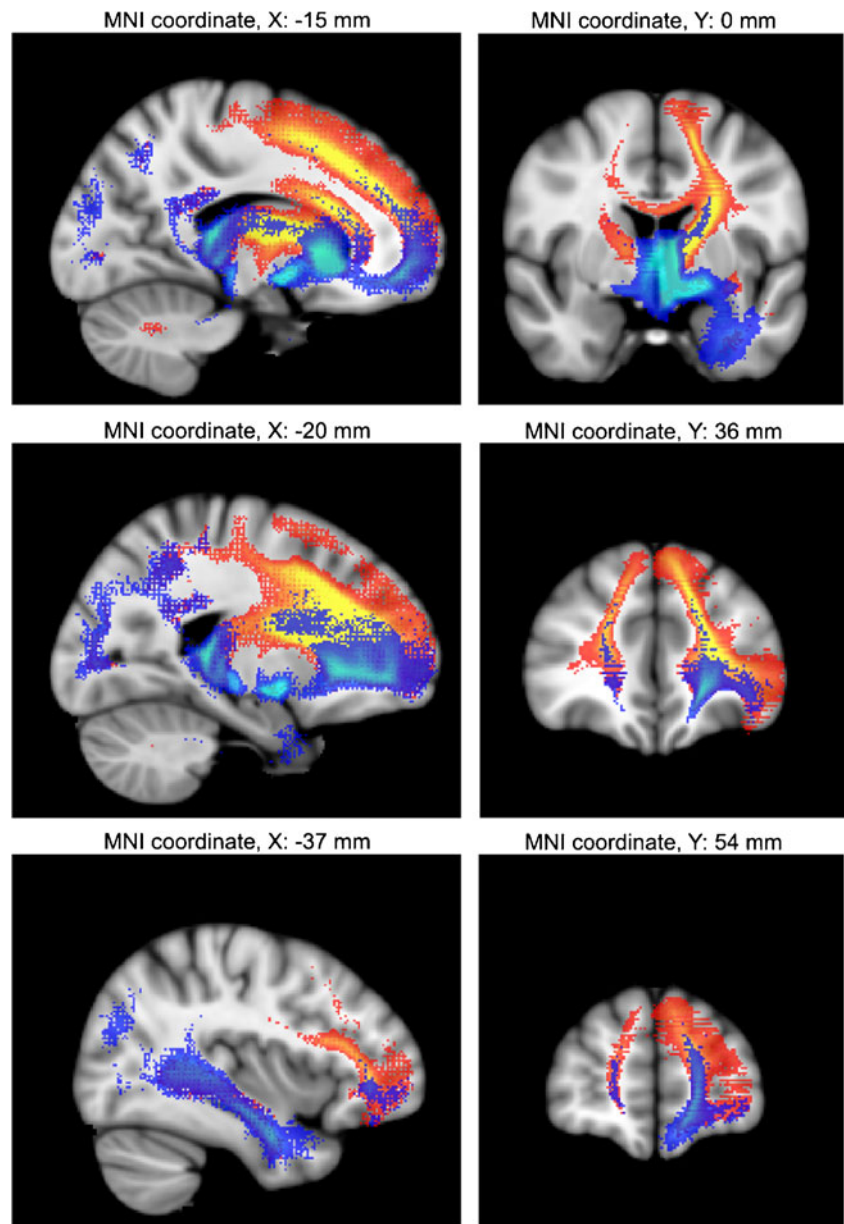 MNI coordinate, X: -15 mm
MNI coordinate, Y: 0 mm
MNI coordinate, X: -20 mm
MNI coordinate, Y: 36 mm
MNI coordinate, X: -37 mm
MNI coordinate, Y: 54 mm